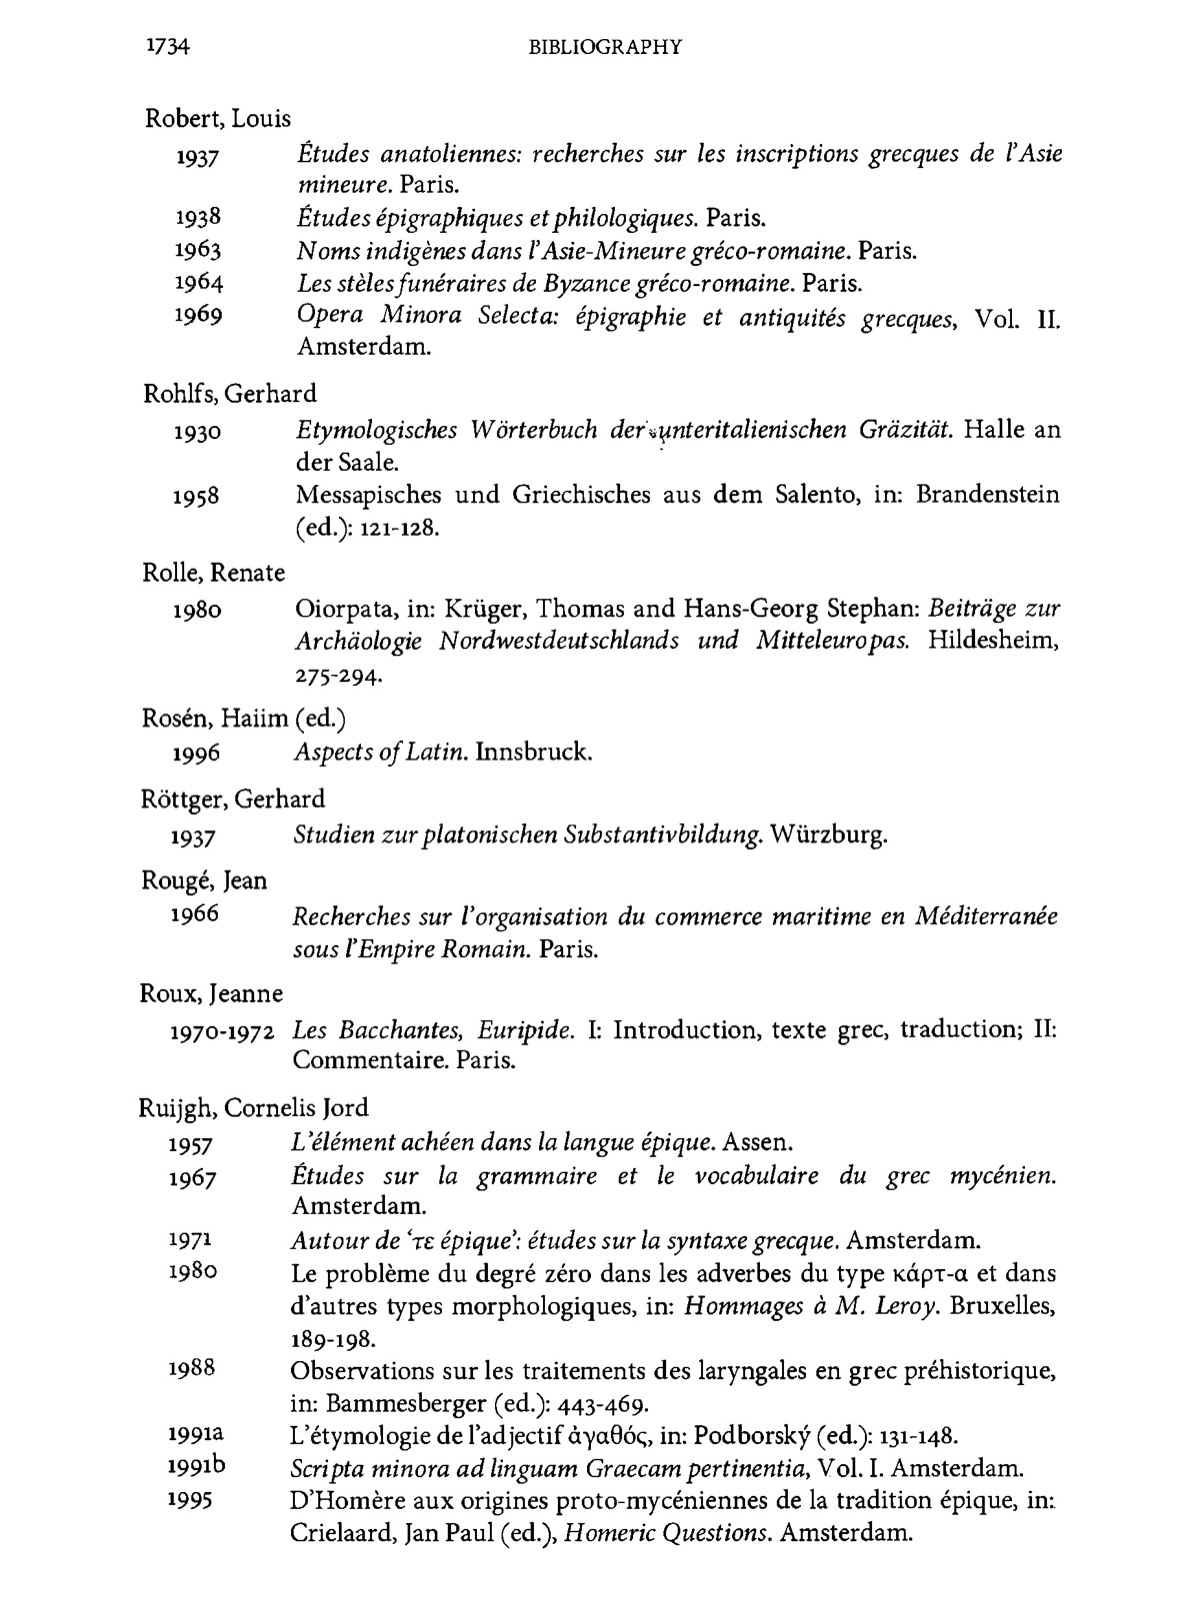 1734 BIBLIOGRAPHY
Robert, Louis
1937 Études anatoliennes: recherches sur les inscriptions grecques de l'Asie
mineure. Paris.
1938 Études épigraphiques et philologiques. Paris.
1963 Noms indigènes dans l'Asie-Mineure gréco-romaine. Paris.
1964 Les stèles funéraires de Byzance gréco-romaine. Paris.
1969 Opera Minora Selecta: épigraphie et antiquités grecques, Vol. II.
Amsterdam.
Rohlfs, Gerhard
1930 Etymologisches Wörterbuch der unteritalienischen Gräzität. Halle an
der Saale.
1958 Messapisches und Griechisches aus dem Salento, in: Brandenstein
(ed.): 121-128.
Rolle, Renate
1980 Oiorpata, in: Krüger, Thomas and Hans-Georg Stephan: Beiträge zur
Archäologie Nordwestdeutschlands und Mitteleuropas. Hildesheim,
275-294.
Rosén, Haiim (ed.)
1996 Aspects of Latin. Innsbruck.
Röttger, Gerhard
1937 Studien zur platonischen Substantivbildung. Würzburg.
Rougé, Jean
1966 Recherches sur l'organisation du commerce maritime en Méditerranée
sous l'Empire Romain. Paris.
Roux, Jeanne
1970-1972 Les Bacchantes, Euripide. I: Introduction, texte grec, traduction; II:
Commentaire. Paris.
Ruijgh, Cornelis Jord
1957 L'élément achéen dans la langue épique. Assen.
1967 Études sur la grammaire et le vocabulaire du grec mycénien.
Amsterdam.
1971 Autour de ‘τε épique’: études sur la syntaxe grecque. Amsterdam.
1980 Le problème du degré zéro dans les adverbes du type κάρτ-α et dans
d'autres types morphologiques, in: Hommages à M. Leroy. Bruxelles,
189-198.
1988 Observations sur les traitements des laryngales en grec préhistorique,
in: Bammesberger (ed.): 443-469.
1991a L'étymologie de l'adjectif ἀγαθός, in: Podborský (ed.): 131-148.
1991b Scripta minora ad linguam Graecam pertinentia, Vol. I. Amsterdam.
1995 D'Homère aux origines proto-mycéniennes de la tradition épique, in:
Crielaard, Jan Paul (ed.), Homeric Questions. Amsterdam.